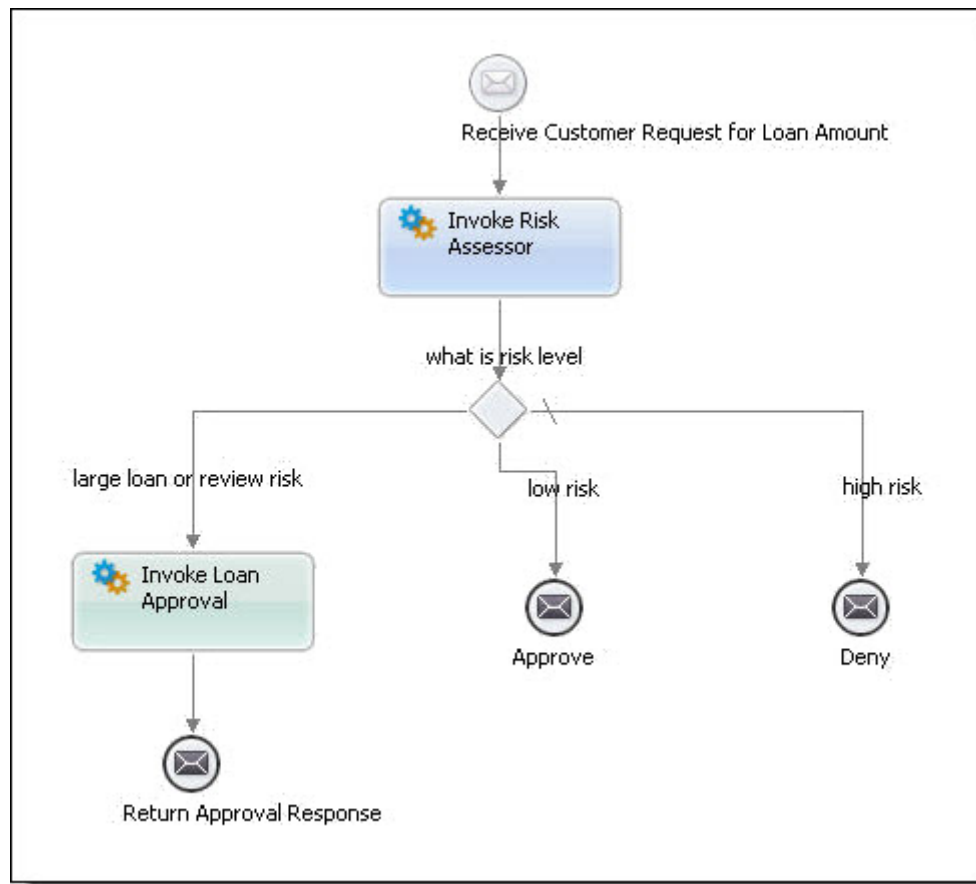 Receive Customer Request for Loan Amount
Invoke Risk
Assessor
what is risk level
large loan or review risk
low risk
high risk
Invoke Loan
Approval
Approve
Deny
Return Approval Response